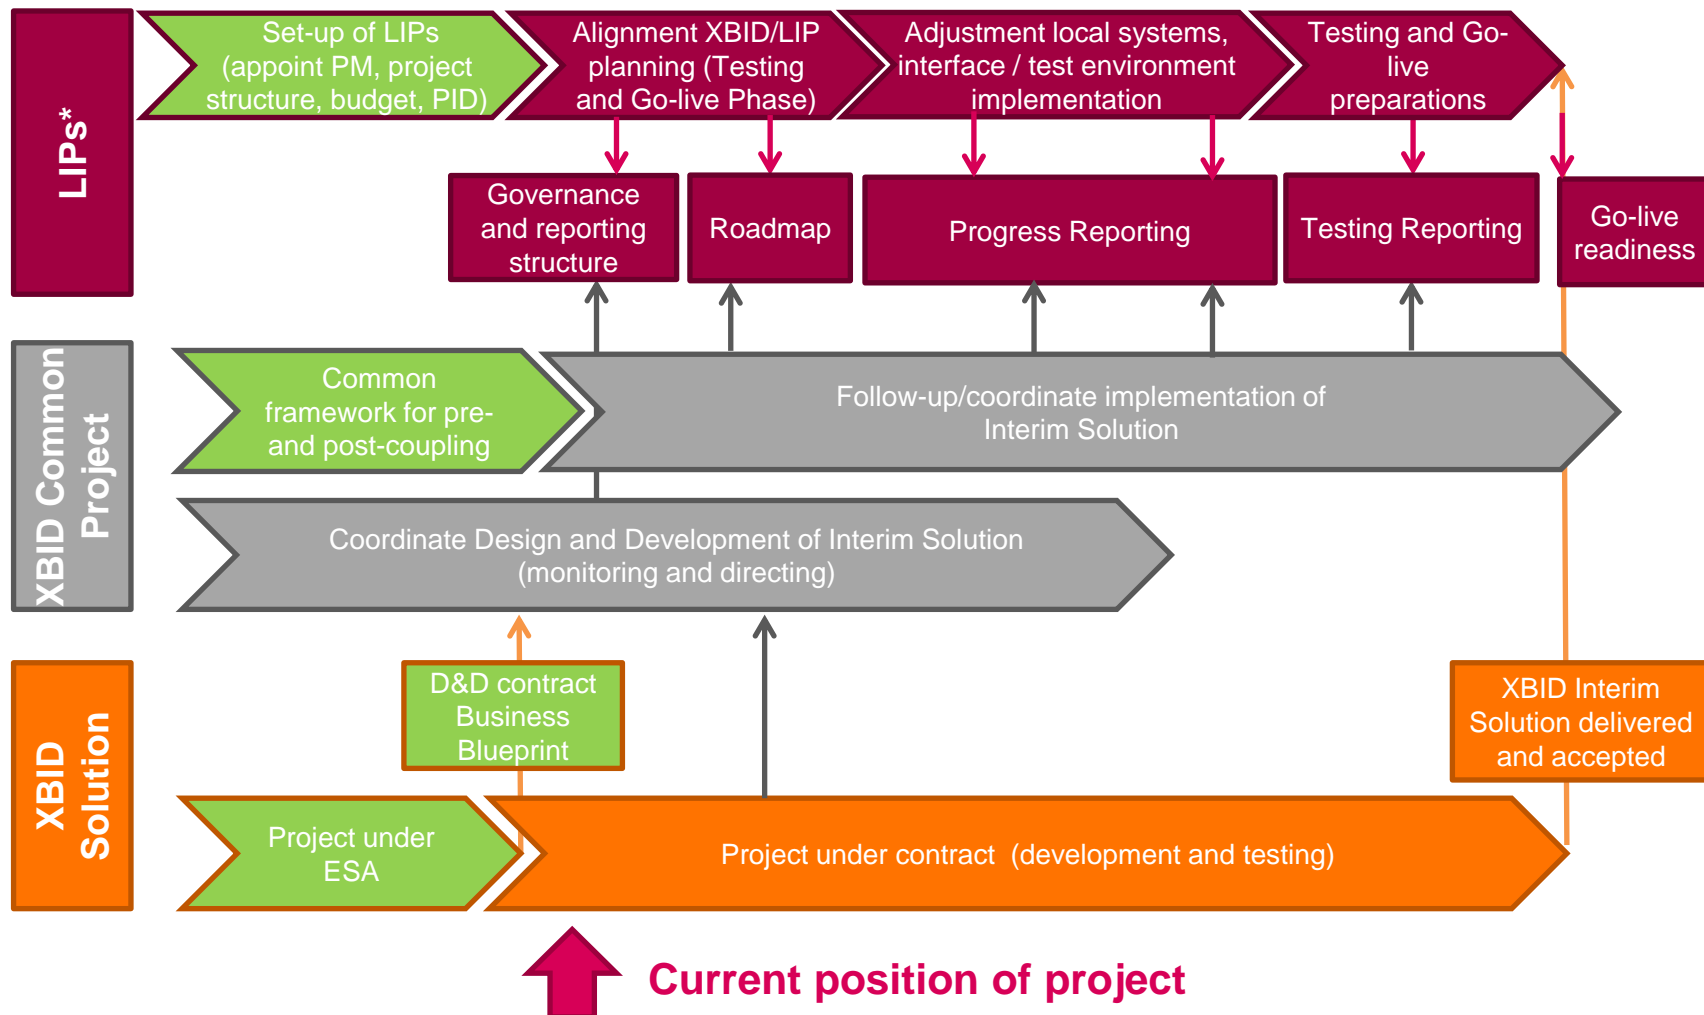 LIPs*
Set-up of LIPs
(appoint PM, project
structure, budget, PID)
Alignment XBID/LIP
planning (Testing
and Go-live Phase)
Adjustment local systems,
interface / test environment
implementation
Testing and Go-
live
preparations
Governance
and reporting
structure
Roadmap
Progress Reporting
Testing Reporting
Go-live
readiness
XBID Common
Project
Common
framework for pre-
and post-coupling
Follow-up/coordinate implementation of
Interim Solution
Coordinate Design and Development of Interim Solution
(monitoring and directing)
XBID
Solution
D&D contract
Business
Blueprint
XBID Interim
Solution delivered
and accepted
Project under
ESA
Project under contract (development and testing)
Current position of project